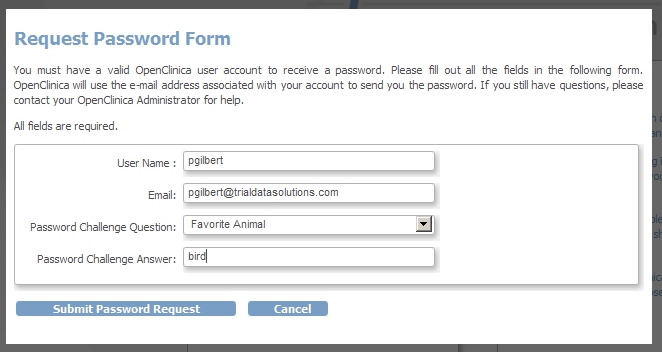 Request Password Form
You must have a valid OpenClinica user account to receive a password. Please fill out all the fields in the following form.
OpenClinica will use the e-mail address associated with your account to send you the password. If you still have questions, please
contact your OpenClinica Administrator for help.
All fields are required.
User Name : pgilbert
Email: pgilbert@trialdatasolutions.com
Password Challenge Question: Favorite Animal
Password Challenge Answer: bird
Submit Password Request Cancel